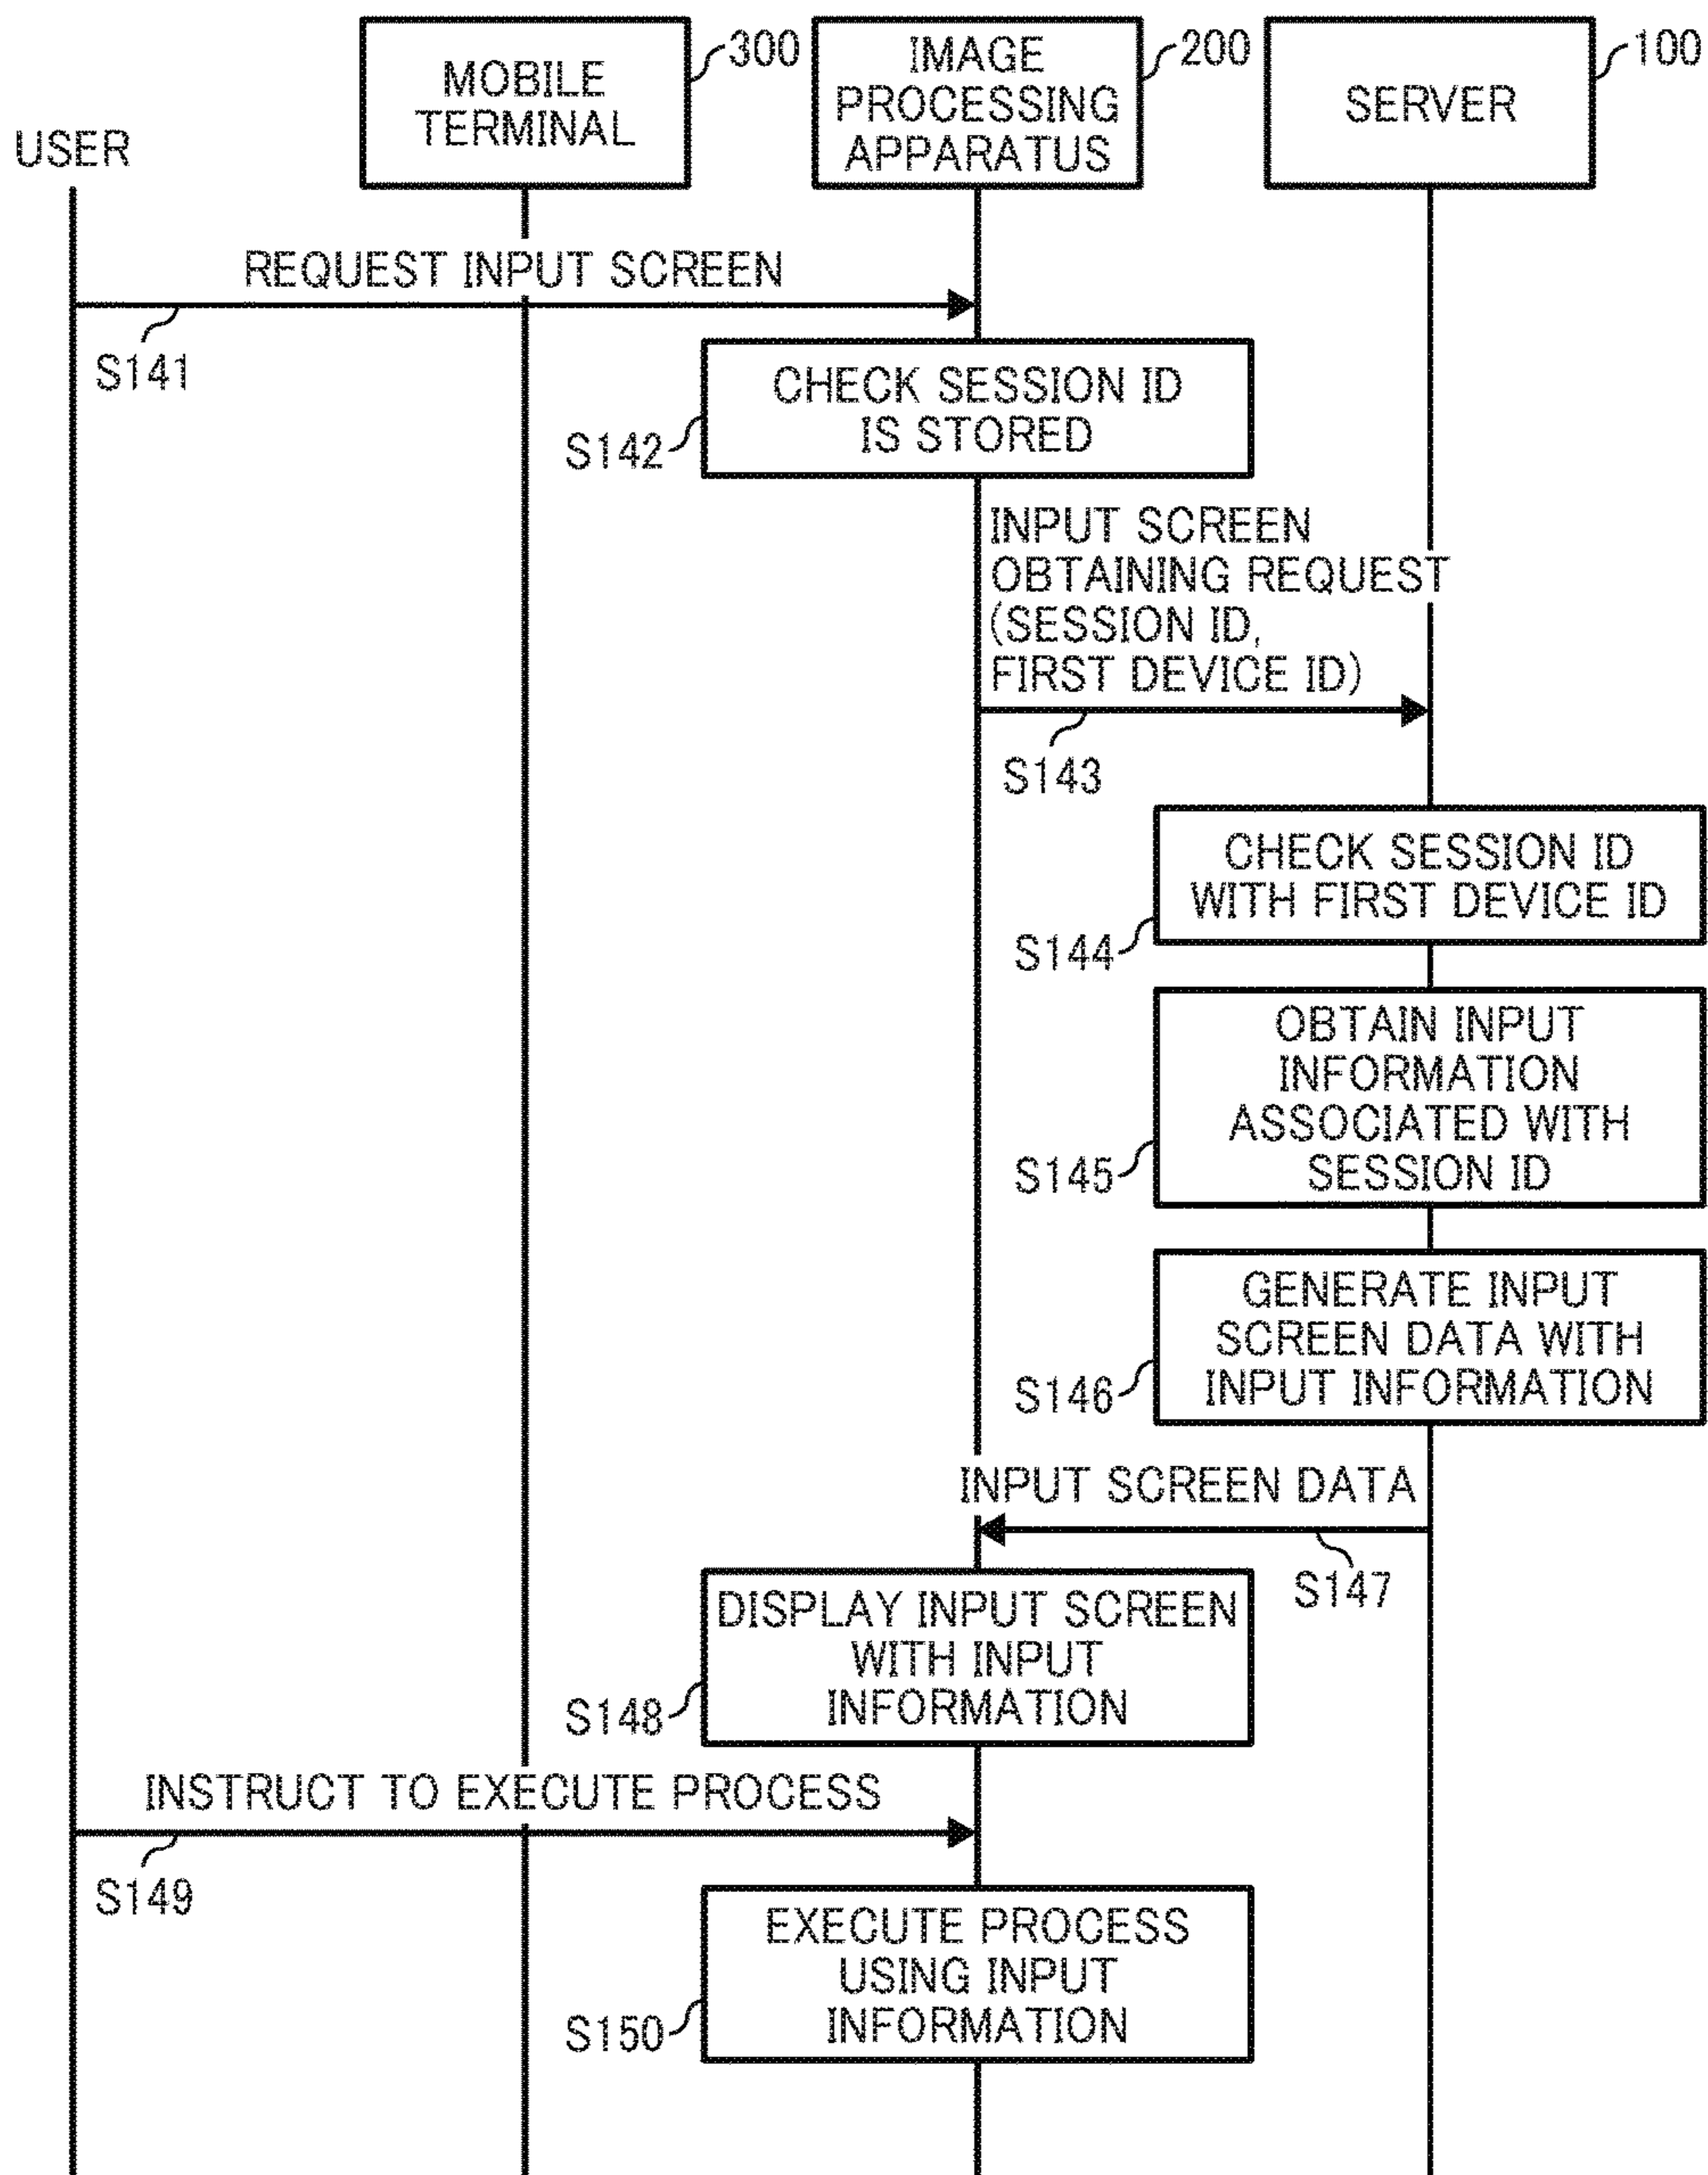 USER
MOBILE
TERMINAL
300
IMAGE
PROCESSING
APPARATUS
200
SERVER
100
REQUEST INPUT SCREEN
S141
CHECK SESSION ID
IS STORED
S142
INPUT SCREEN
OBTAINING REQUEST
(SESSION ID,
FIRST DEVICE ID)
S143
CHECK SESSION ID
WITH FIRST DEVICE ID
S144
OBTAIN INPUT
INFORMATION
ASSOCIATED WITH
SESSION ID
S145
GENERATE INPUT
SCREEN DATA WITH
INPUT INFORMATION
S146
INPUT SCREEN DATA
S147
DISPLAY INPUT SCREEN
WITH INPUT
INFORMATION
S148
INSTRUCT TO EXECUTE PROCESS
S149
EXECUTE PROCESS
USING INPUT
INFORMATION
S150